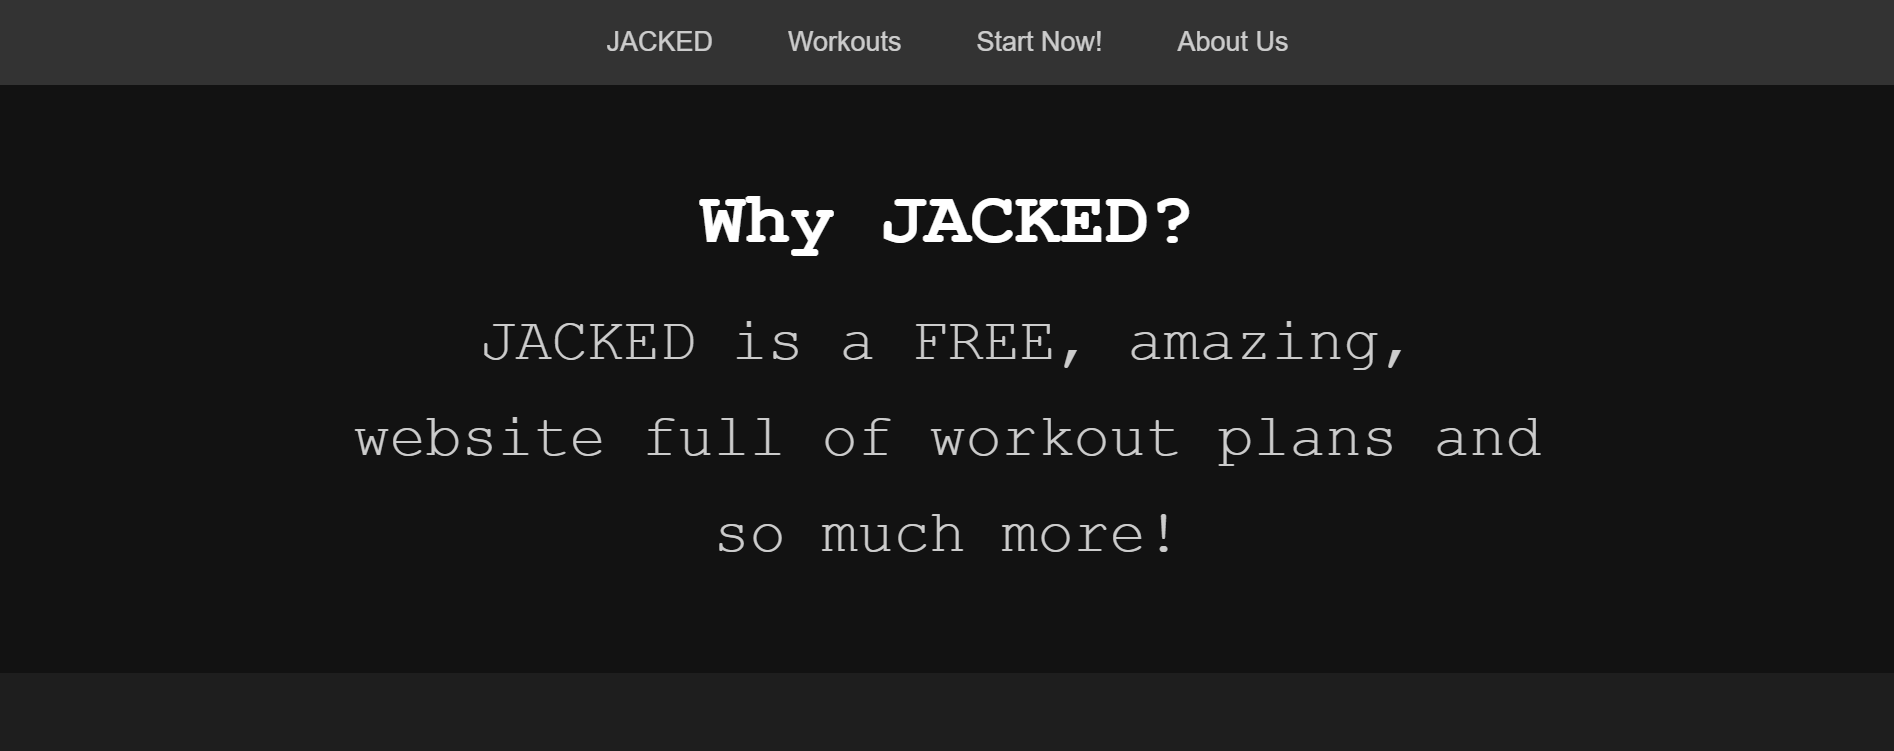 JACKED Workouts Start Now! About Us
Why JACKED?
JACKED is a FREE, amazing,
website full of workout plans and
so much more!